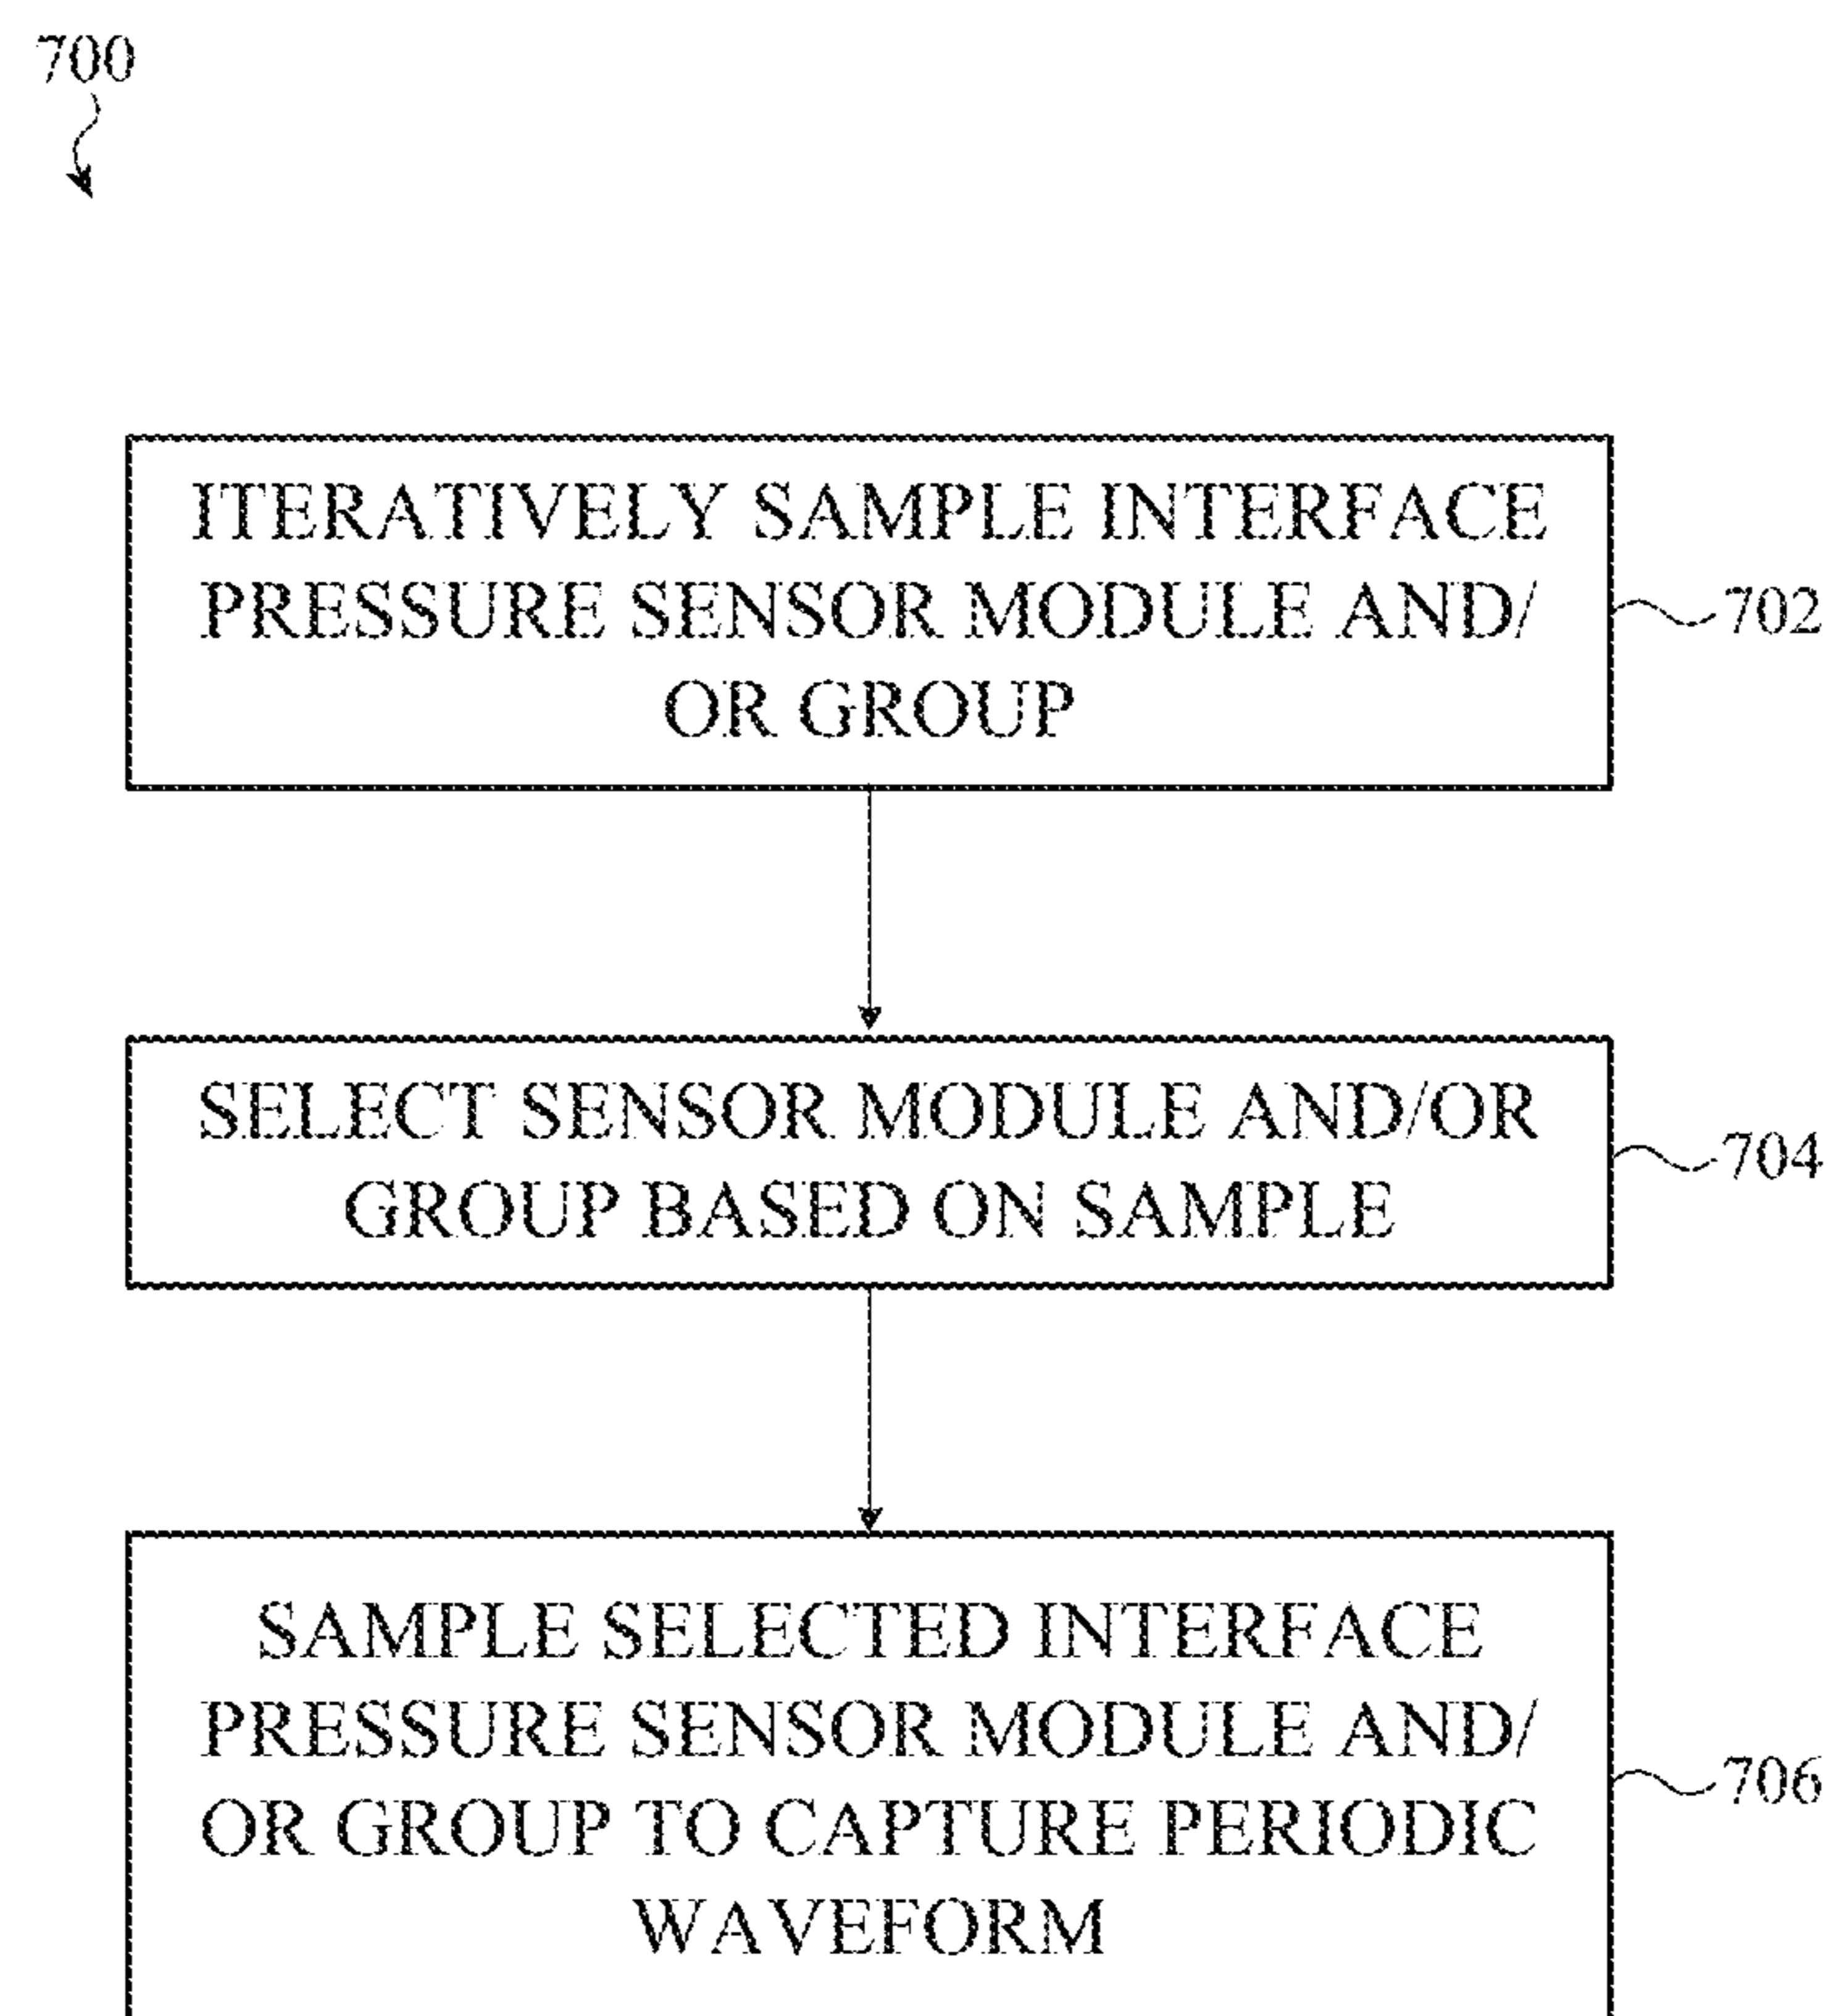 700
ITERATIVELY SAMPLE INTERFACE
PRESSURE SENSOR MODULE AND/
OR GROUP
702
SELECT SENSOR MODULE AND/OR
GROUP BASED ON SAMPLE
704
SAMPLE SELECTED INTERFACE
PRESSURE SENSOR MODULE AND/
OR GROUP TO CAPTURE PERIODIC
WAVEFORM
706